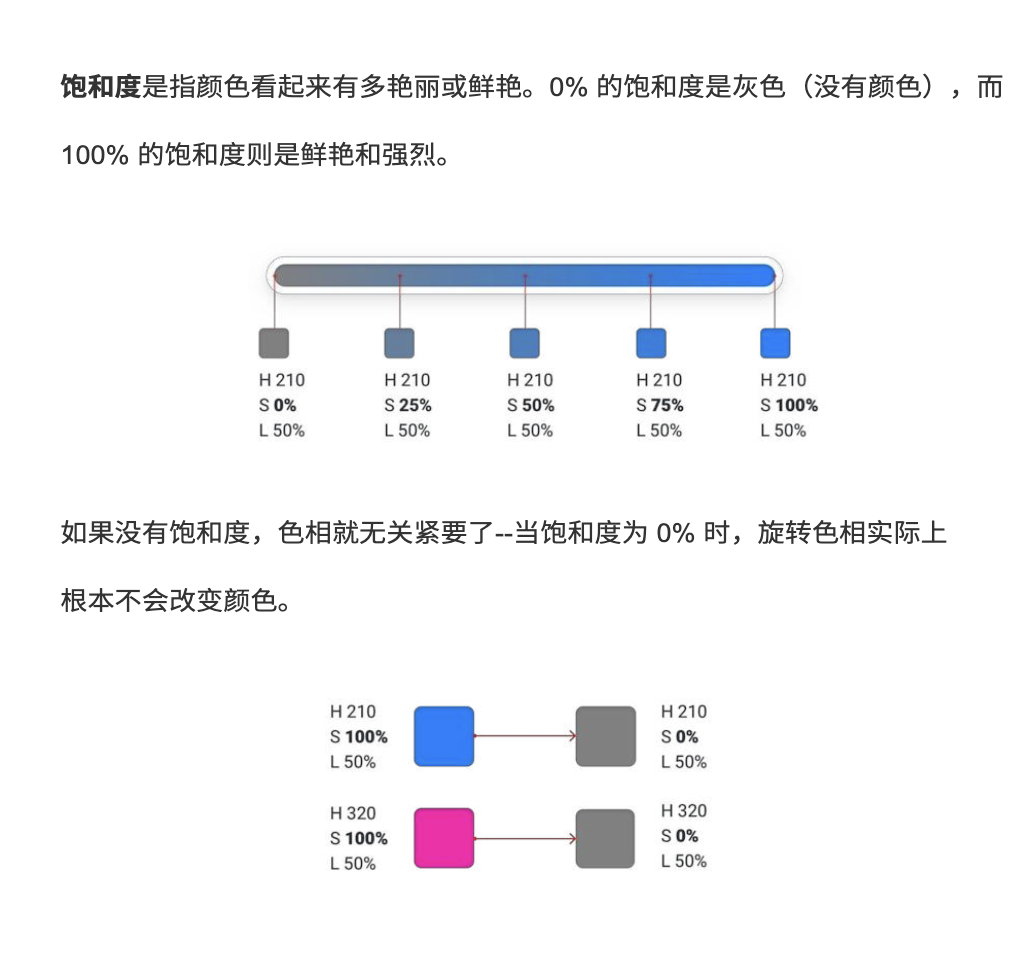 饱和度是指颜色看起来有多艳丽或鲜艳。0% 的饱和度是灰色（没有颜色），而
100% 的饱和度则是鲜艳和强烈。
H 210 H 210 H 210 H 210 H 210
S 0% S 25% S 50% S 75% S 100%
L 50% L 50% L 50% L 50% L 50%
如果没有饱和度，色相就无关紧要了--当饱和度为 0% 时，旋转色相实际上
根本不会改变颜色。
H 210 H 210
S 100% S 0%
L 50% L 50%
H 320 H 320
S 100% S 0%
L 50% L 50%